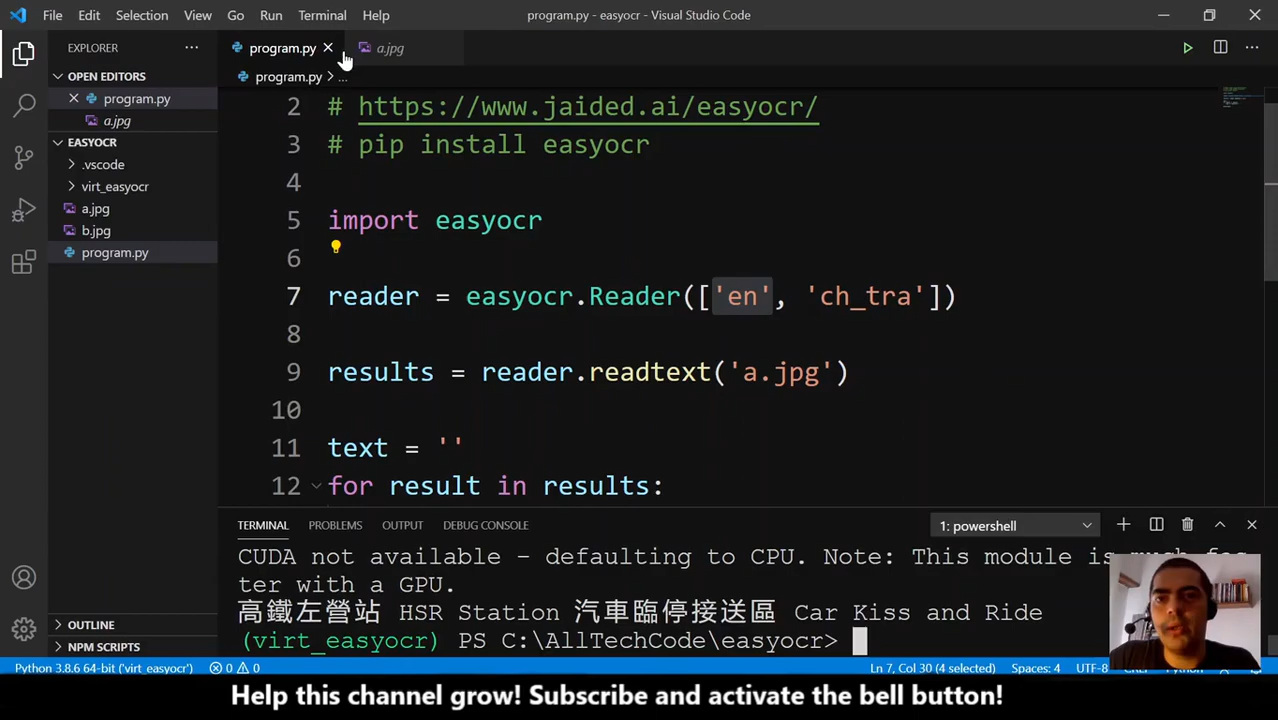 File Edit Selection View Go Run Terminal Help
program.py - easyocr - Visual Studio Code
EXPLORER ...
program.py
a.jpg
program.py > ...
OPEN EDITORS
program.py
a.jpg
EASYOCR
.vscode
virt_easyocr
a.jpg
b.jpg
program.py
OUTLINE
NPM SCRIPTS
2 # https://www.jaided.ai/easyocr/
3 # pip install easyocr
4
5 import easyocr
6
7 reader = easyocr.Reader(['en', 'ch_tra'])
8
9 results = reader.readtext('a.jpg')
10
11 text = ''
12 for result in results:
TERMINAL PROBLEMS OUTPUT DEBUG CONSOLE
1: powershell
CUDA not available - defaulting to CPU. Note: This module is
ter with a GPU.
高鐵左營站 HSR Station 汽車臨停接送區 Car Kiss and Ride
(virt_easyocr) PS C:\AllTechCode\easyocr>
Python 3.8.6 64-bit ('virt_easyocr') 0 0
Ln 7, Col 30 (4 selected) Spaces: 4 UTF-8
Help this channel grow! Subscribe and activate the bell button!